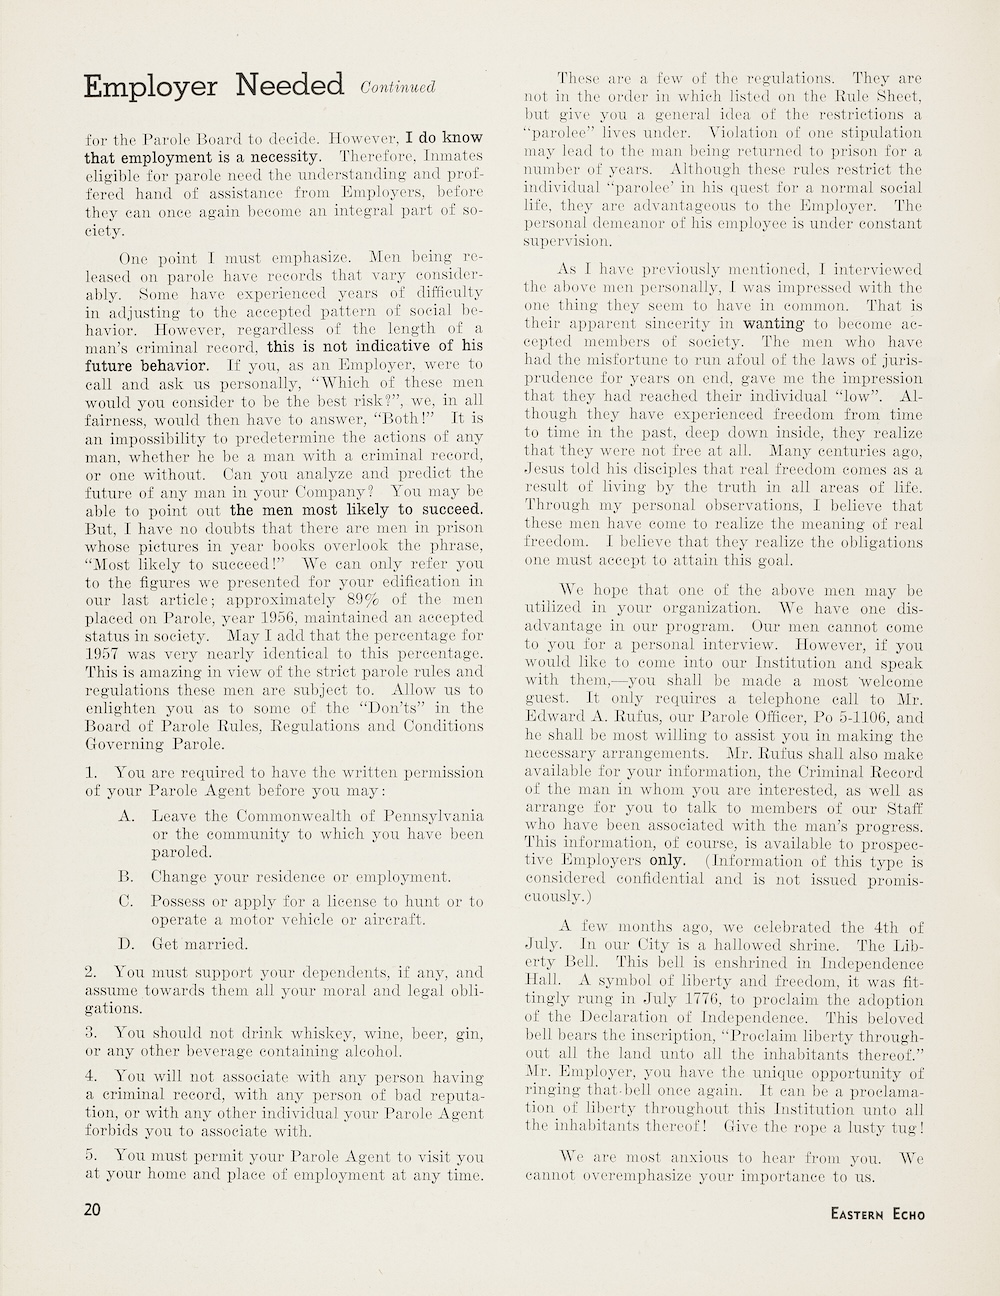 Employer Needed Continued
for the Parole Board to decide. However, I do know
that employment is a necessity. Therefore, Inmates
eligible for parole need the understanding and prof-
fered hand of assistance from Employers, before
they can once again become an integral part of so-
ciety.
One point I must emphasize. Men being re-
leased on parole have records that vary consider-
ably. Some have experienced years of difficulty
in adjusting to the accepted pattern of social be-
havior. However, regardless of the length of a
man's criminal record, this is not indicative of his
future behavior. If you, as an Employer, were to
call and ask us personally, "Which of these men
would you consider to be the best risk?", we, in all
fairness, would then have to answer, "Both!" It is
an impossibility to predetermine the actions of any
man, whether he be a man with a criminal record,
or one without. Can you analyze and predict the
future of any man in your Company? You may be
able to point out the men most likely to succeed.
But, I have no doubts that there are men in prison
whose pictures in year books overlook the phrase,
"Most likely to succeed!" We can only refer you
to the figures we presented for your edification in
our last article; approximately 89% of the men
placed on Parole, year 1956, maintained an accepted
status in society. May I add that the percentage for
1957 was very nearly identical to this percentage.
This is amazing in view of the strict parole rules and
regulations these men are subject to. Allow us to
enlighten you as to some of the "Don'ts" in the
Board of Parole Rules, Regulations and Conditions
Governing Parole.
1. You are required to have the written permission
of your Parole Agent before you may:
A. Leave the Commonwealth of Pennsylvania
or the community to which you have been
paroled.
B. Change your residence or employment.
C. Possess or apply for a license to hunt or to
operate a motor vehicle or aircraft.
D. Get married.
2. You must support your dependents, if any, and
assume towards them all your moral and legal obli-
gations.
3. You should not drink whiskey, wine, beer, gin,
or any other beverage containing alcohol.
4. You will not associate with any person having
a criminal record, with any person of bad reputa-
tion, or with any other individual your Parole Agent
forbids you to associate with.
5. You must permit your Parole Agent to visit you
at your home and place of employment at any time.
These are a few of the regulations. They are
not in the order in which listed on the Rule Sheet,
but give you a general idea of the restrictions a
"parolee" lives under. Violation of one stipulation
may lead to the man being returned to prison for a
number of years. Although these rules restrict the
individual "parolee' in his quest for a normal social
life, they are advantageous to the Employer. The
personal demeanor of his employee is under constant
supervision.
As I have previously mentioned, I interviewed
the above men personally, I was impressed with the
one thing they seem to have in common. That is
their apparent sincerity in wanting to become ac-
cepted members of society. The men who have
had the misfortune to run afoul of the laws of juris-
prudence for years on end, gave me the impression
that they had reached their individual "low". Al-
though they have experienced freedom from time
to time in the past, deep down inside, they realize
that they were not free at all. Many centuries ago,
Jesus told his disciples that real freedom comes as a
result of living by the truth in all areas of life.
Through my personal observations, I believe that
these men have come to realize the meaning of real
freedom. I believe that they realize the obligations
one must accept to attain this goal.
We hope that one of the above men may be
utilized in your organization. We have one dis-
advantage in our program. Our men cannot come
to you for a personal interview. However, if you
would like to come into our Institution and speak
with them,—you shall be made a most welcome
guest. It only requires a telephone call to Mr.
Edward A. Rufus, our Parole Officer, Po 5-1106, and
he shall be most willing to assist you in making the
necessary arrangements. Mr. Rufus shall also make
available for your information, the Criminal Record
of the man in whom you are interested, as well as
arrange for you to talk to members of our Staff
who have been associated with the man's progress.
This information, of course, is available to prospec-
tive Employers only. (Information of this type is
considered confidential and is not issued promis-
cuously.)
A few months ago, we celebrated the 4th of
July. In our City is a hallowed shrine. The Lib-
erty Bell. This bell is enshrined in Independence
Hall. A symbol of liberty and freedom, it was fit-
tingly rung in July 1776, to proclaim the adoption
of the Declaration of Independence. This beloved
bell bears the inscription, "Proclaim liberty through-
out all the land unto all the inhabitants thereof."
Mr. Employer, you have the unique opportunity of
ringing that bell once again. It can be a proclama-
tion of liberty throughout this Institution unto all
the inhabitants thereof! Give the rope a lusty tug!
We are most anxious to hear from you. We
cannot overemphasize your importance to us.
20
EASTERN ECHO